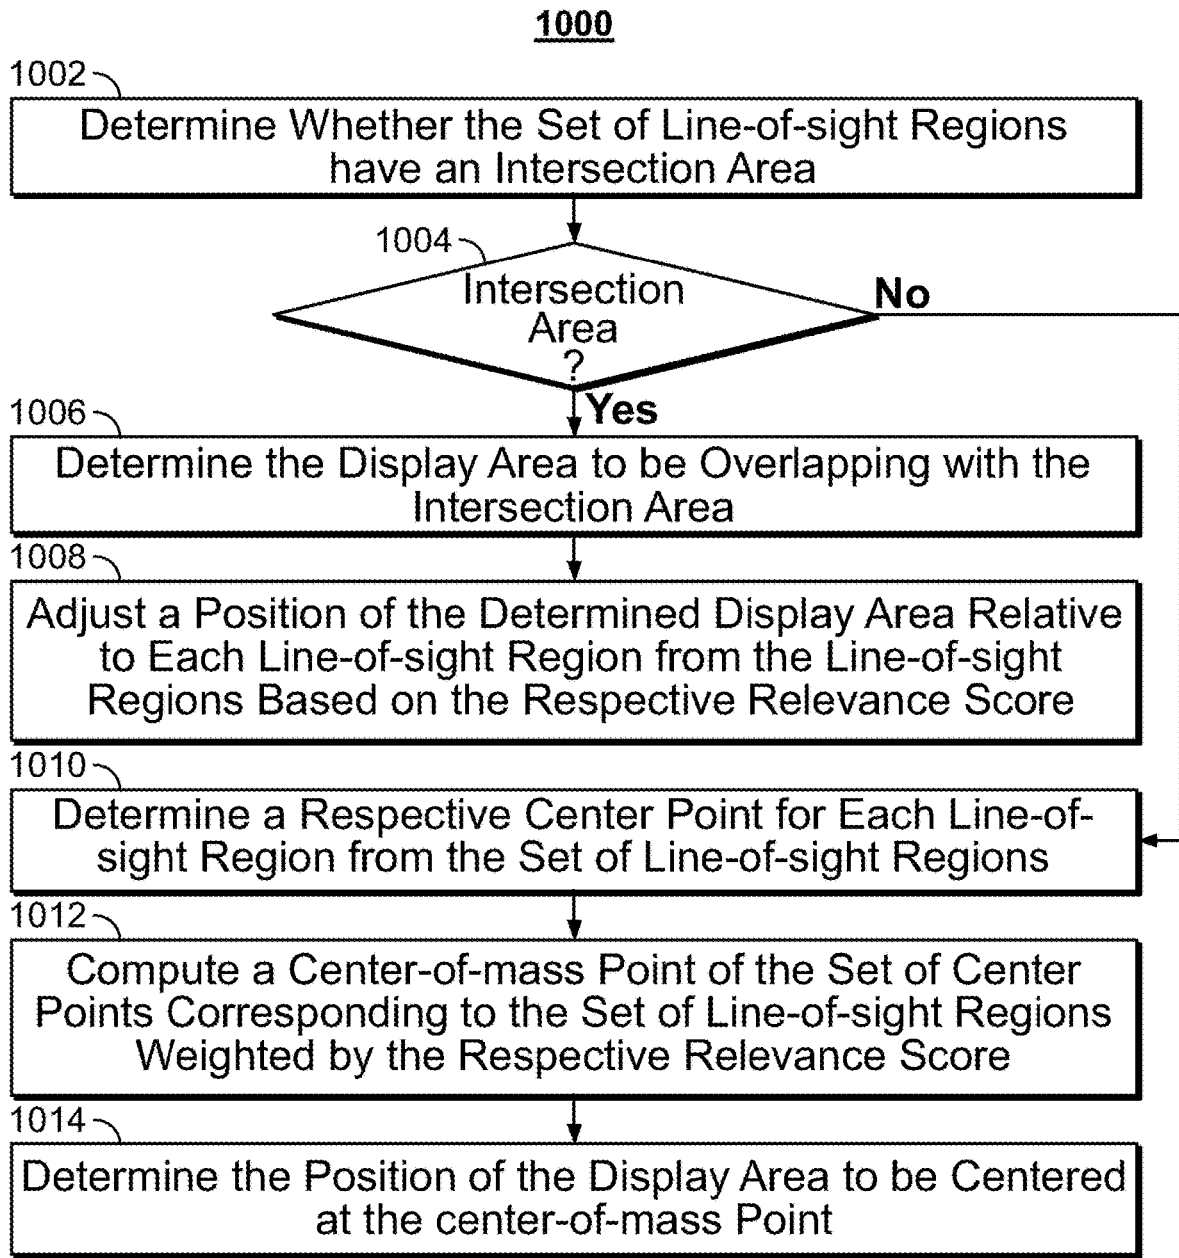 1000
1002
Determine Whether the Set of Line-of-sight Regions
have an Intersection Area
1004
Intersection
Area
?
No
Yes
1006
Determine the Display Area to be Overlapping with the
Intersection Area
1008
Adjust a Position of the Determined Display Area Relative
to Each Line-of-sight Region from the Line-of-sight
Regions Based on the Respective Relevance Score
1010
Determine a Respective Center Point for Each Line-of-
sight Region from the Set of Line-of-sight Regions
1012
Compute a Center-of-mass Point of the Set of Center
Points Corresponding to the Set of Line-of-sight Regions
Weighted by the Respective Relevance Score
1014
Determine the Position of the Display Area to be Centered
at the center-of-mass Point